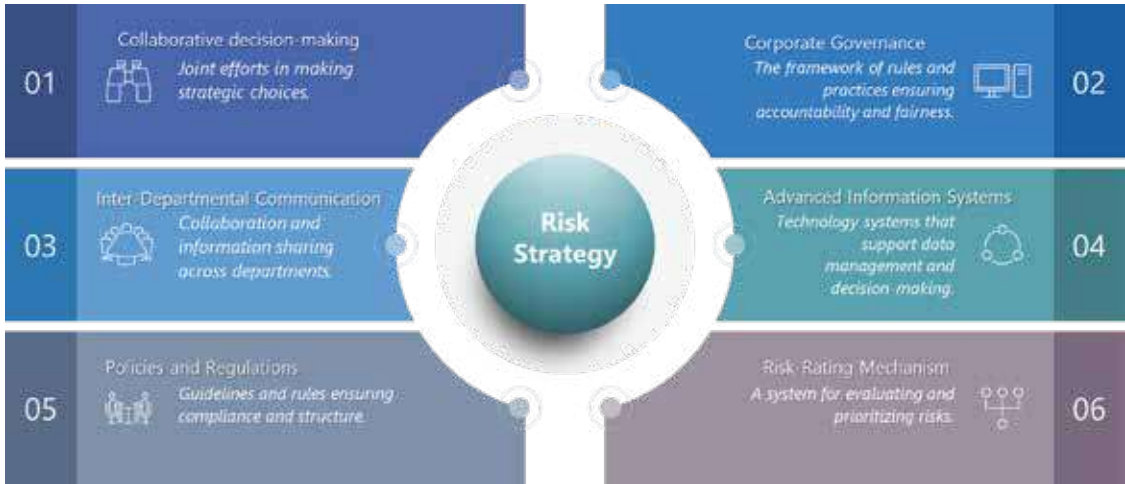 01
Collaborative decision-making
Joint efforts in making
strategic choices.
Corporate Governance
The framework of rules and
practices ensuring
accountability and fairness.
02
03
Inter-Departmental Communication
Collaboration and
information sharing
across departments.
Risk
Strategy
Advanced Information Systems
Technology systems that
support data
management and
decision-making.
04
05
Policies and Regulations
Guidelines and rules ensuring
compliance and structure.
Risk-Rating Mechanism
A system for evaluating and
prioritizing risks.
06